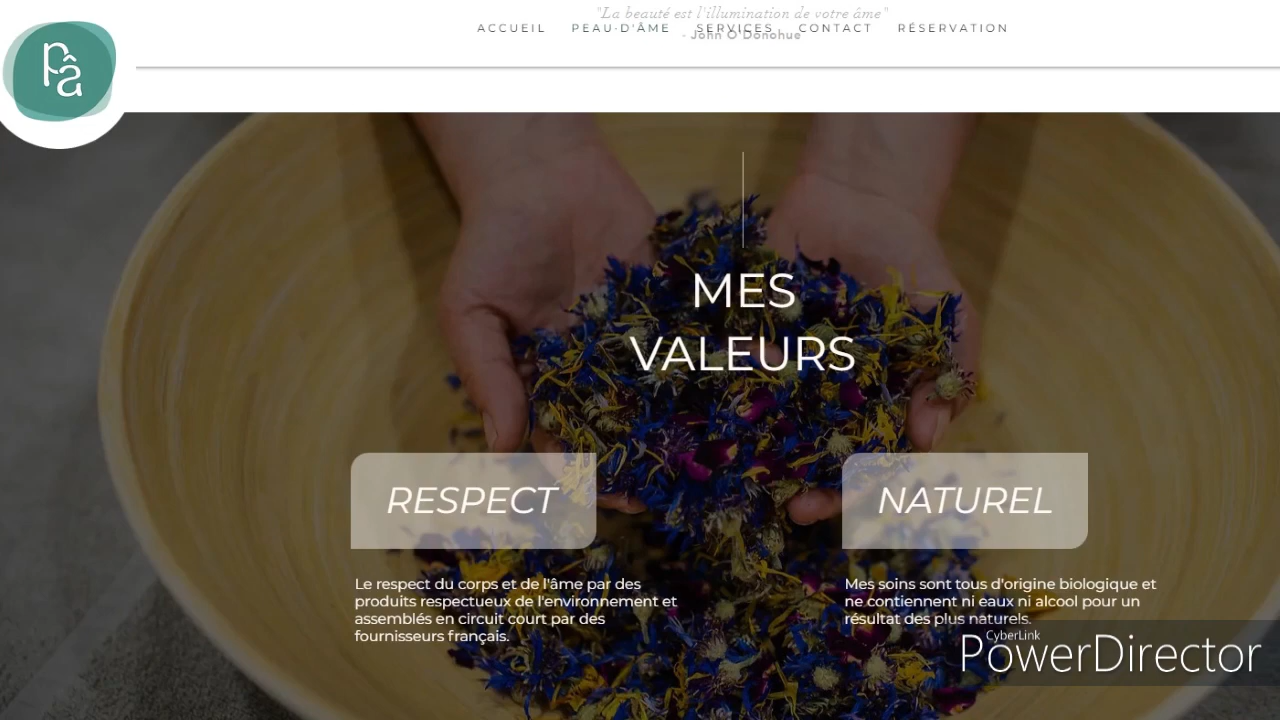 "La beauté est l'illumination de votre âme"
ACCUEIL PEAU·D'ÂME SERVICES CONTACT RÉSERVATION
- John O'Donohue
pâ
MES
VALEURS
RESPECT
Le respect du corps et de l'âme par des
produits respectueux de l'environnement et
assemblés en circuit court par des
fournisseurs français.
NATUREL
Mes soins sont tous d'origine biologique et
ne contiennent ni eaux ni alcool pour un
résultat des plus naturels.
CyberLink
PowerDirector